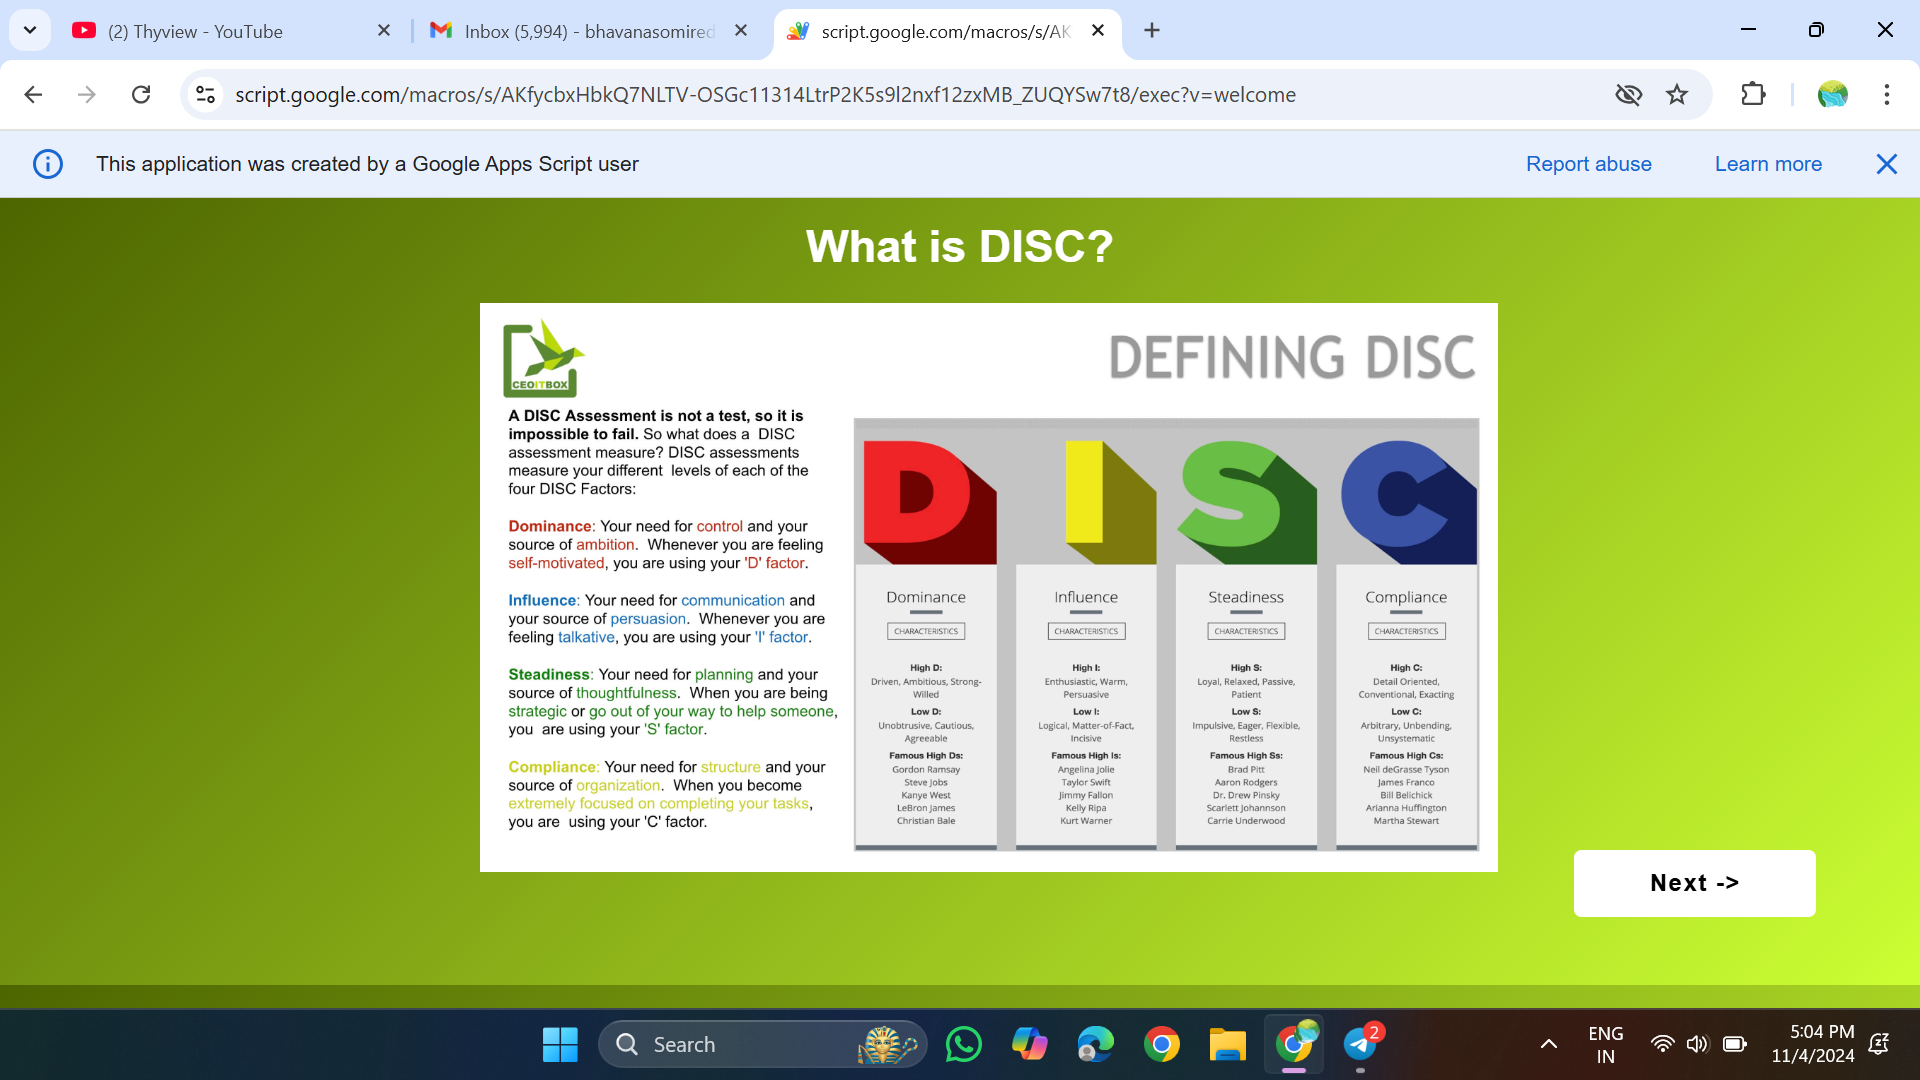 (2) Thyview - YouTube
Inbox (5,994) - bhavanasomired
script.google.com/macros/s/AK
script.google.com/macros/s/AKfycbxHbkQ7NLTV-OSGc11314LtrP2K5s9l2nxf12zxMB_ZUQYSw7t8/exec?v=welcome
This application was created by a Google Apps Script user
Report abuse
Learn more
What is DISC?
CEOITBOX
DEFINING DISC
A DISC Assessment is not a test, so it is
impossible to fail. So what does a DISC
assessment measure? DISC assessments
measure your different levels of each of the
four DISC Factors:
Dominance: Your need for control and your
source of ambition. Whenever you are feeling
self-motivated, you are using your 'D' factor.
Influence: Your need for communication and
your source of persuasion. Whenever you are
feeling talkative, you are using your 'I' factor.
Steadiness: Your need for planning and your
source of thoughtfulness. When you are being
strategic or go out of your way to help someone,
you are using your 'S' factor.
Compliance: Your need for structure and your
source of organization. When you become
extremely focused on completing your tasks,
you are using your 'C' factor.
D
Dominance
CHARACTERISTICS
High D:
Driven, Ambitious, Strong-
Willed
Low D:
Unobtrusive, Cautious,
Agreeable
Famous High Ds:
Gordon Ramsay
Steve Jobs
Kanye West
LeBron James
Christian Bale
I
Influence
CHARACTERISTICS
High I:
Enthusiastic, Warm,
Persuasive
Low I:
Logical, Matter-of-Fact,
Incisive
Famous High Is:
Angelina Jolie
Taylor Swift
Jimmy Fallon
Kelly Ripa
Kurt Warner
S
Steadiness
CHARACTERISTICS
High S:
Loyal, Relaxed, Passive,
Patient
Low S:
Impulsive, Eager, Flexible,
Restless
Famous High Ss:
Brad Pitt
Aaron Rodgers
Dr. Drew Pinsky
Scarlett Johannson
Carrie Underwood
C
Compliance
CHARACTERISTICS
High C:
Detail Oriented,
Conventional, Exacting
Low C:
Arbitrary, Unbending,
Unsystematic
Famous High Cs:
Neil deGrasse Tyson
James Franco
Bill Belichick
Arianna Huffington
Martha Stewart
Next ->
Search
2
ENG
IN
5:04 PM
11/4/2024